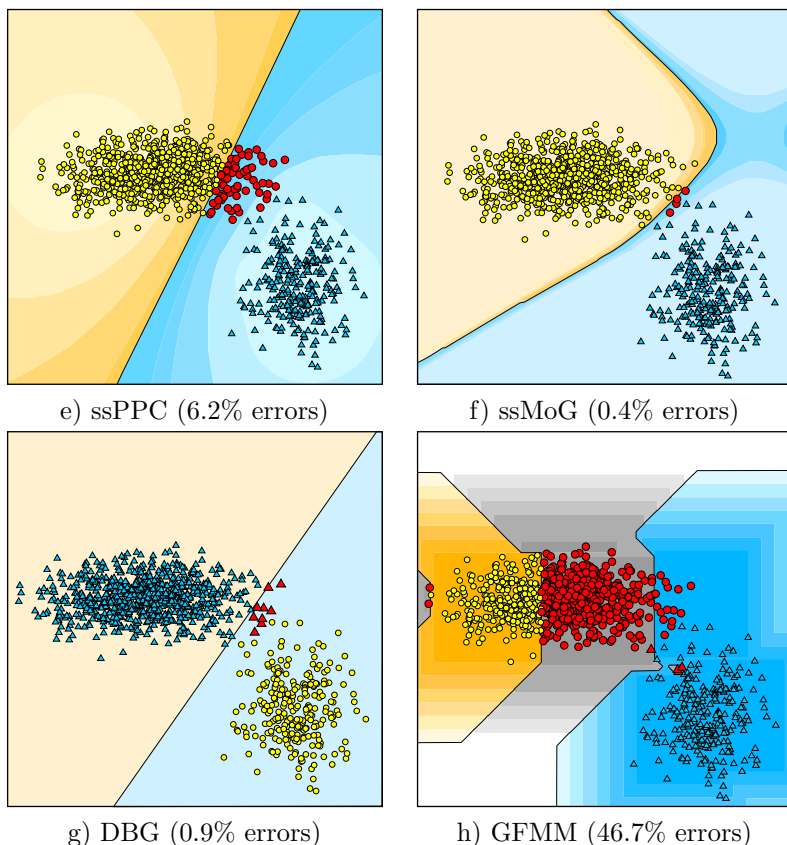 e) ssPPC (6.2% errors)
f) ssMoG (0.4% errors)
g) DBG (0.9% errors)
h) GFMM (46.7% errors)